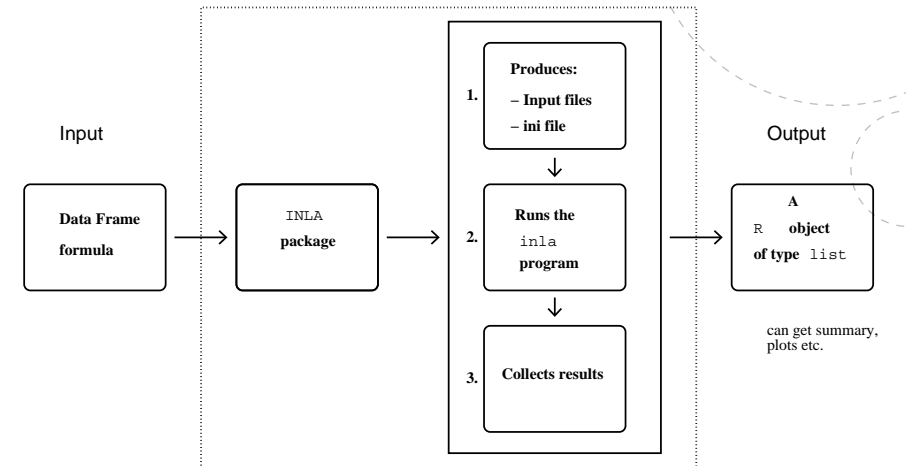 Input
Data Frame
formula
INLA
package
1.
Produces:
– Input files
– ini file
2.
Runs the
inla
program
3.
Collects results
Output
A
R object
of type list
can get summary,
plots etc.